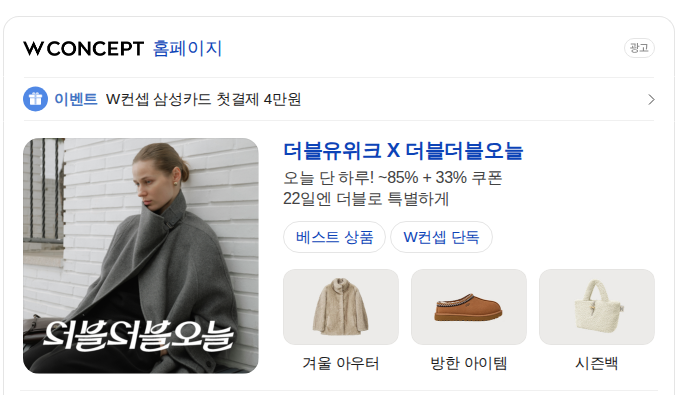 W CONCEPT 홈페이지
광고
이벤트 W컨셉 삼성카드 첫결제 4만원
더블유위크 X 더블더블오늘
오늘 단 하루! ~85% + 33% 쿠폰
22일엔 더블로 특별하게
베스트 상품
W컨셉 단독
더블더블오늘
겨울 아우터
방한 아이템
시즌백